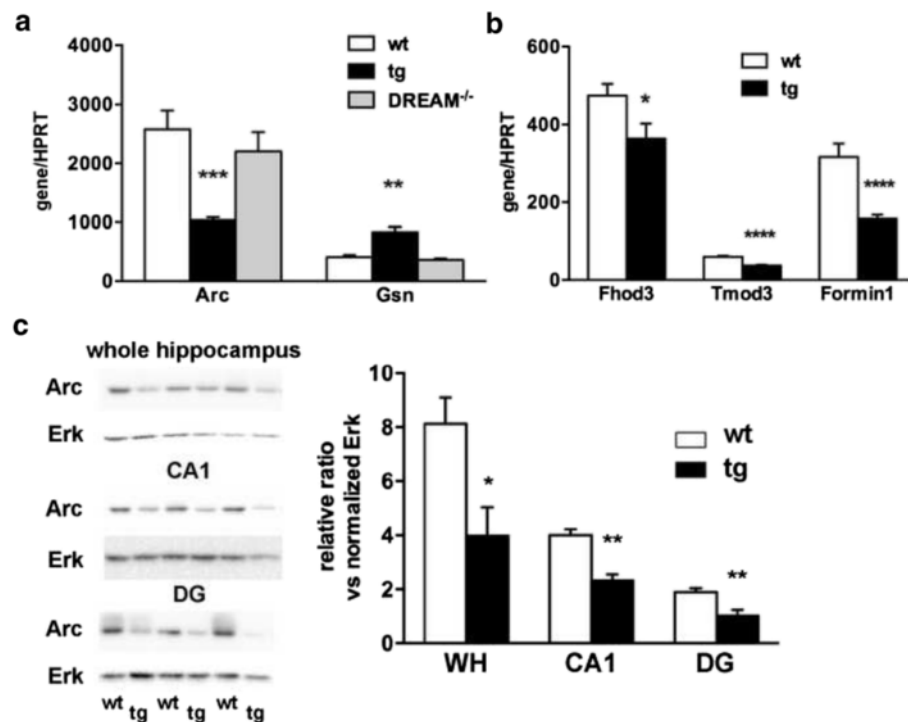 a
wt
tg
DREAM-/-
gene/HPRT
3000
2000
1000
0
***
**
Arc
Gsn
b
wt
tg
gene/HPRT
600
400
200
0
*
****
****
Fhod3
Tmod3
Formin1
c
whole hippocampus
Arc
Erk
CA1
Arc
Erk
DG
Arc
Erk
wt tg wt tg wt tg
relative ratio
vs normalized Erk
10
8
6
4
2
0
wt
tg
*
**
**
WH
CA1
DG